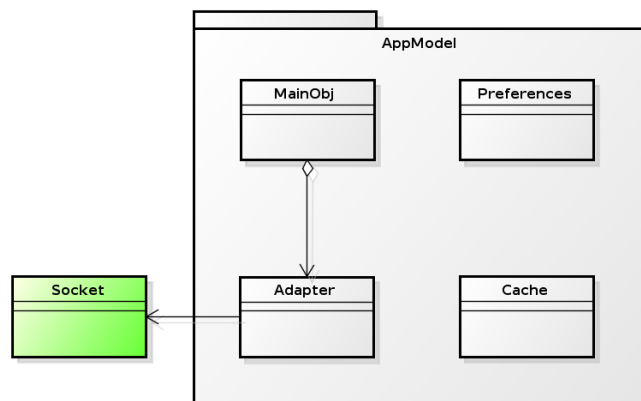 AppModel
MainObj
Preferences
Socket
Adapter
Cache